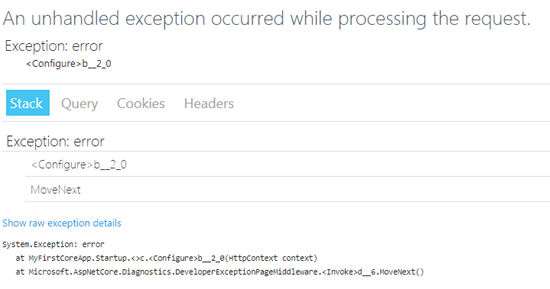 An unhandled exception occurred while processing the request.
Exception: error
<Configure>b__2_0
Stack Query Cookies Headers
Exception: error
<Configure>b__2_0
MoveNext
Show raw exception details
System.Exception: error
at MyFirstCoreApp.Startup.<>c.<Configure>b__2_0(HttpContext context)
at Microsoft.AspNetCore.Diagnostics.DeveloperExceptionPageMiddleware.<Invoke>d__6.MoveNext()